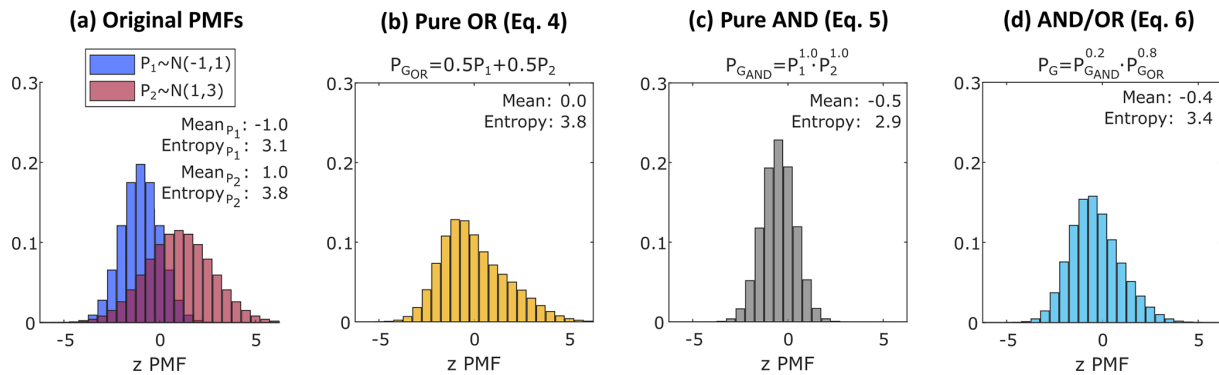 (a) Original PMFs
P₁~N(-1,1)
P₂~N(1,3)
Mean_P₁: -1.0
Entropy_P₁: 3.1
Mean_P₂: 1.0
Entropy_P₂: 3.8
0.3
0.2
0.1
0
-5 0 5
z PMF
(b) Pure OR (Eq. 4)
P_G_OR=0.5P₁+0.5P₂
Mean: 0.0
Entropy: 3.8
0.3
0.2
0.1
0
-5 0 5
z PMF
(c) Pure AND (Eq. 5)
P_G_AND=P₁^1.0·P₂^1.0
Mean: -0.5
Entropy: 2.9
0.3
0.2
0.1
0
-5 0 5
z PMF
(d) AND/OR (Eq. 6)
P_G=P_G_AND^0.2·P_G_OR^0.8
Mean: -0.4
Entropy: 3.4
0.3
0.2
0.1
0
-5 0 5
z PMF